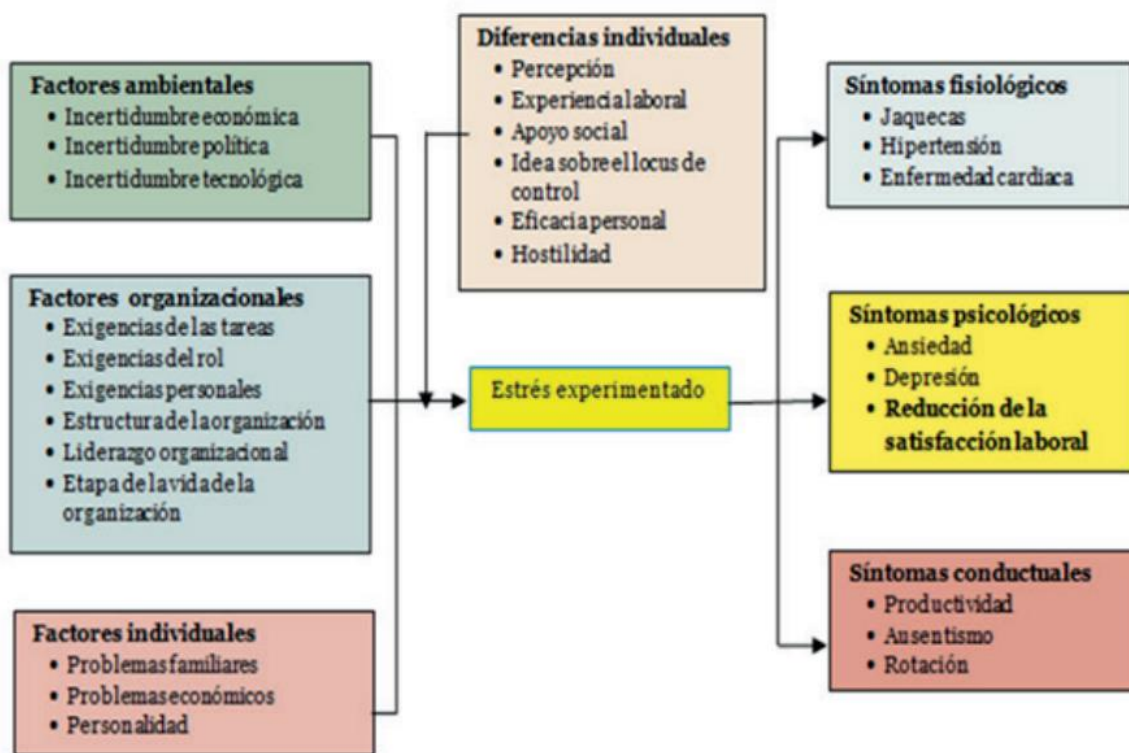 Factores ambientales
• Incertidumbre económica
• Incertidumbre política
• Incertidumbre tecnológica
Factores organizacionales
• Exigencias de las tareas
• Exigencias del rol
• Exigencias personales
• Estructura de la organización
• Liderazgo organizacional
• Etapa de la vida de la
organización
Factores individuales
• Problemas familiares
• Problemas económicos
• Personalidad
Diferencias individuales
• Percepción
• Experiencia laboral
• Apoyo social
• Idea sobre el locus de
control
• Eficacia personal
• Hostilidad
Estrés experimentado
Síntomas fisiológicos
• Jaquecas
• Hipertensión
• Enfermedad cardiaca
Síntomas psicológicos
• Ansiedad
• Depresión
• Reducción de la
satisfacción laboral
Síntomas conductuales
• Productividad
• Ausentismo
• Rotación